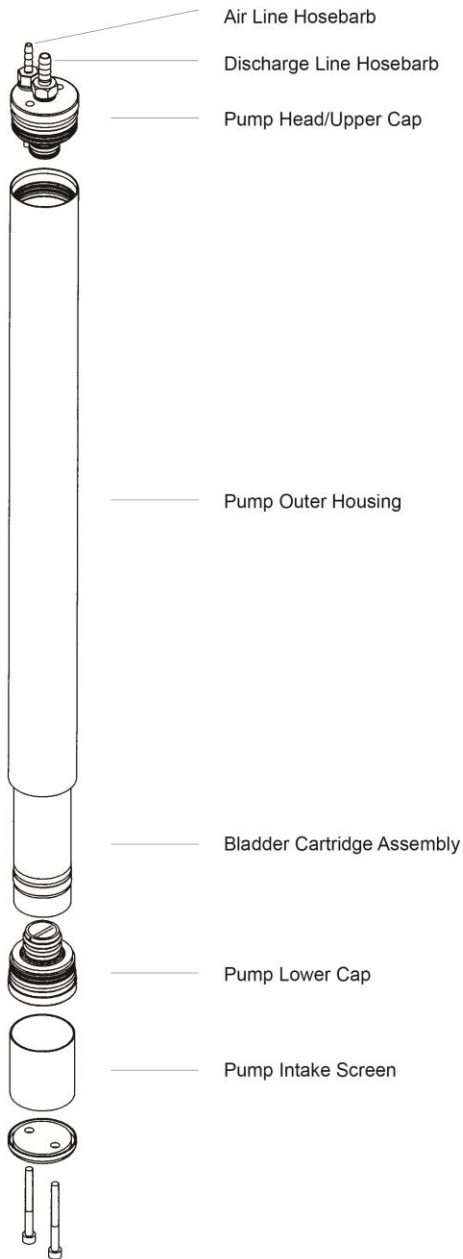 Air Line Hosebarb
Discharge Line Hosebarb
Pump Head/Upper Cap
Pump Outer Housing
Bladder Cartridge Assembly
Pump Lower Cap
Pump Intake Screen